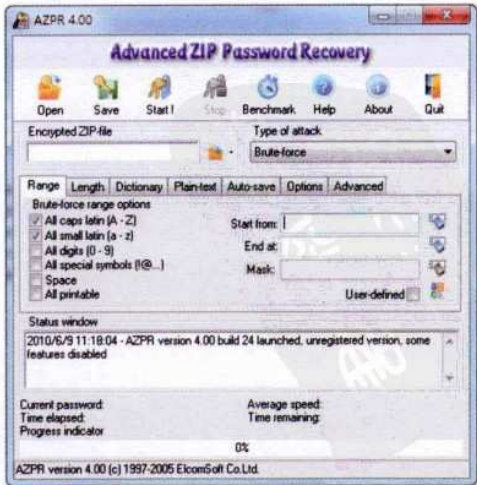 AZPR 4.00
Advanced ZIP Password Recovery
Open Save Start! Stop Benchmark Help About Quit
Encrypted ZIP-file Type of attack
Brute-force
Range Length Dictionary Plain-text Auto-save Options Advanced
Brute-force range options
All caps latin (A - Z) Start from:
All small latin (a - z)
End at:
All digits (0 - 9)
All special symbols (!@...) Mask:
Space
All printable User-defined
Status window
2010/6/9 11:18:04 - AZPR version 4.00 build 24 launched, unregistered version, some
features disabled
Current password: Average speed:
Time elapsed: Time remaining:
Progress indicator
0%
AZPR version 4.00 (c) 1997-2005 ElcomSoft Co.Ltd.